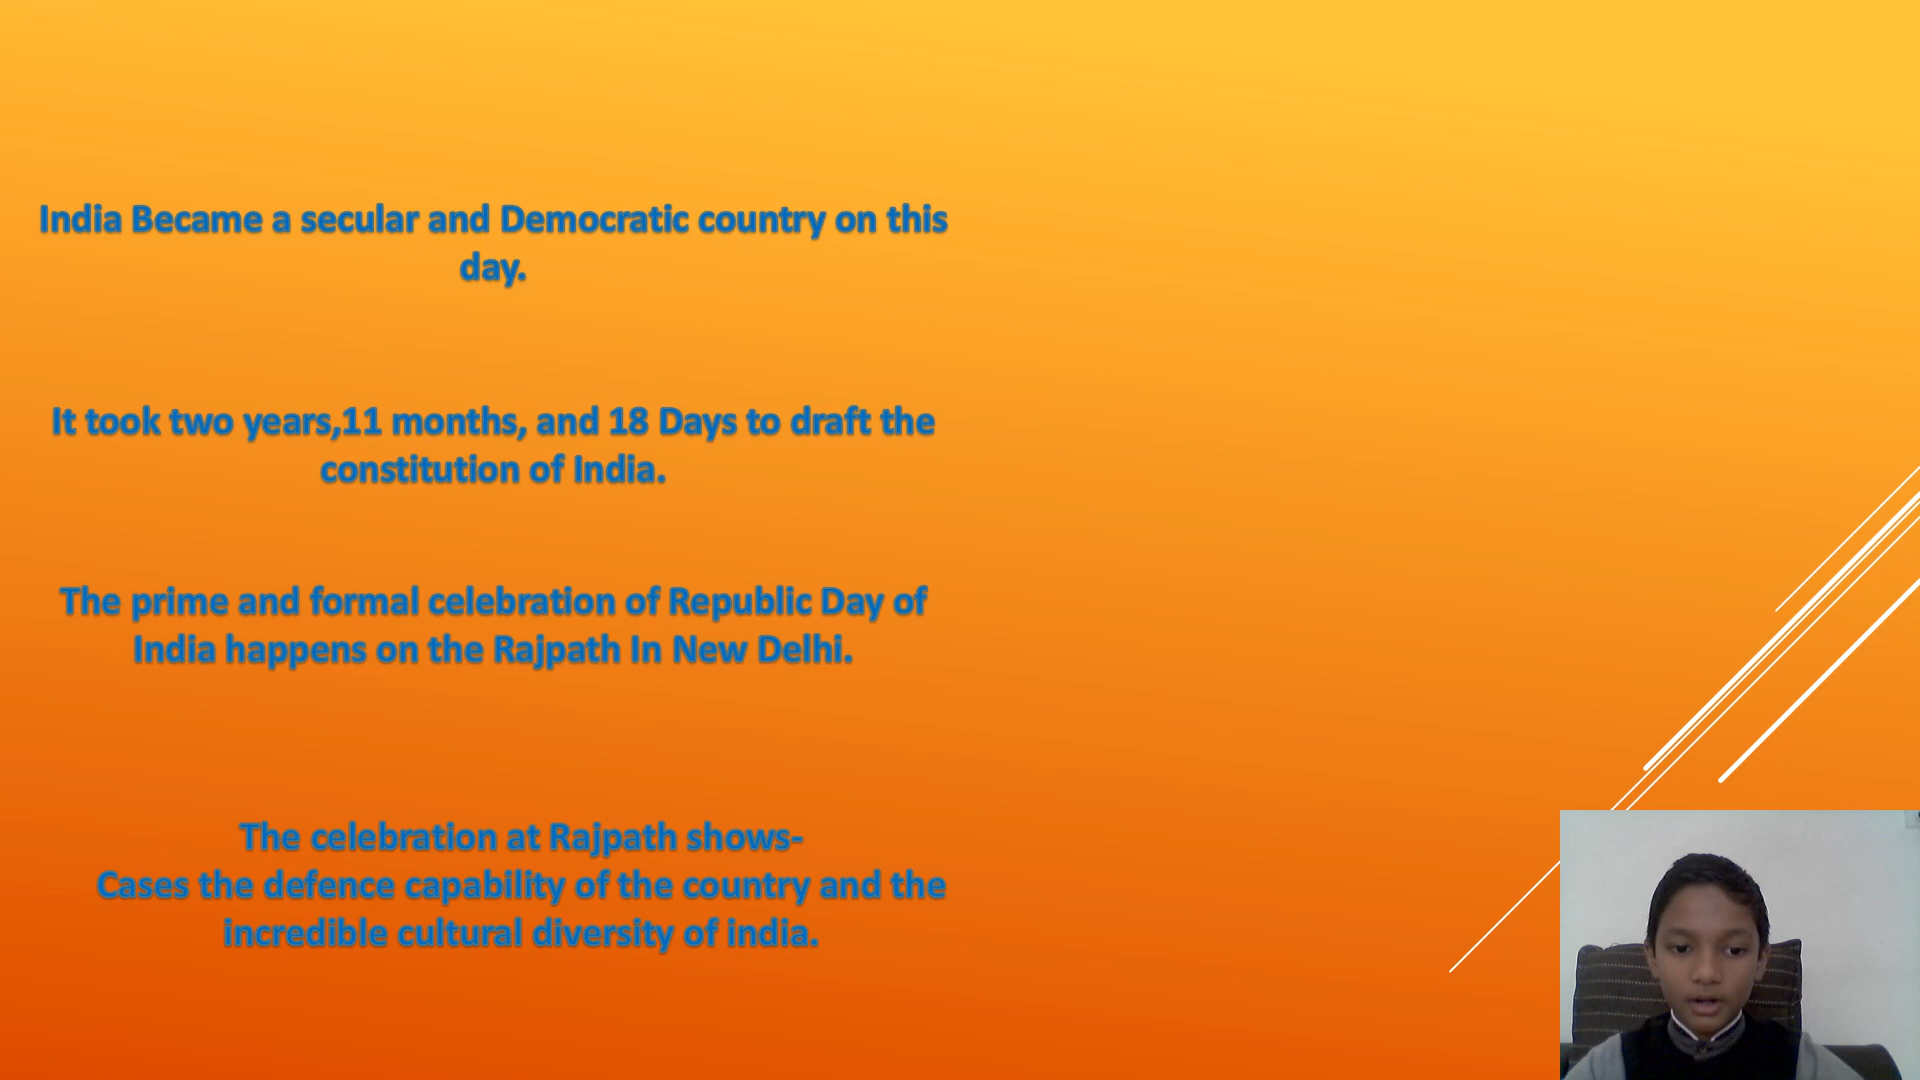 India Became a secular and Democratic country on this
day.
It took two years,11 months, and 18 Days to draft the
constitution of India.
The prime and formal celebration of Republic Day of
India happens on the Rajpath In New Delhi.
The celebration at Rajpath shows-
Cases the defence capability of the country and the
incredible cultural diversity of india.